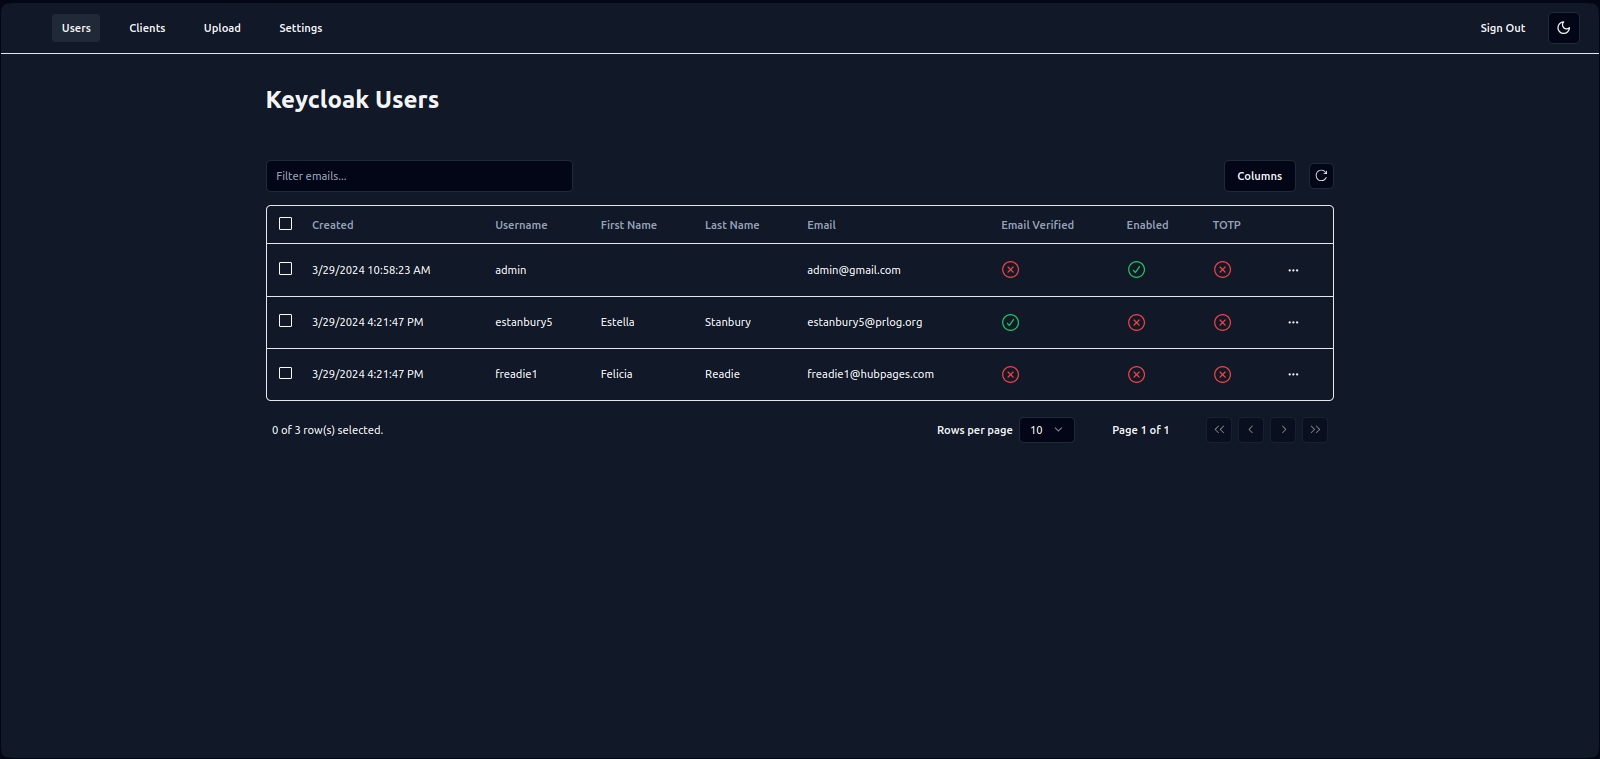 Users Clients Upload Settings Sign Out
Keycloak Users
Filter emails... Columns
Created Username First Name Last Name Email Email Verified Enabled TOTP
3/29/2024 10:58:23 AM admin admin@gmail.com
3/29/2024 4:21:47 PM estanbury5 Estella Stanbury estanbury5@prlog.org
3/29/2024 4:21:47 PM freadie1 Felicia Readie freadie1@hubpages.com
0 of 3 row(s) selected. Rows per page 10 Page 1 of 1